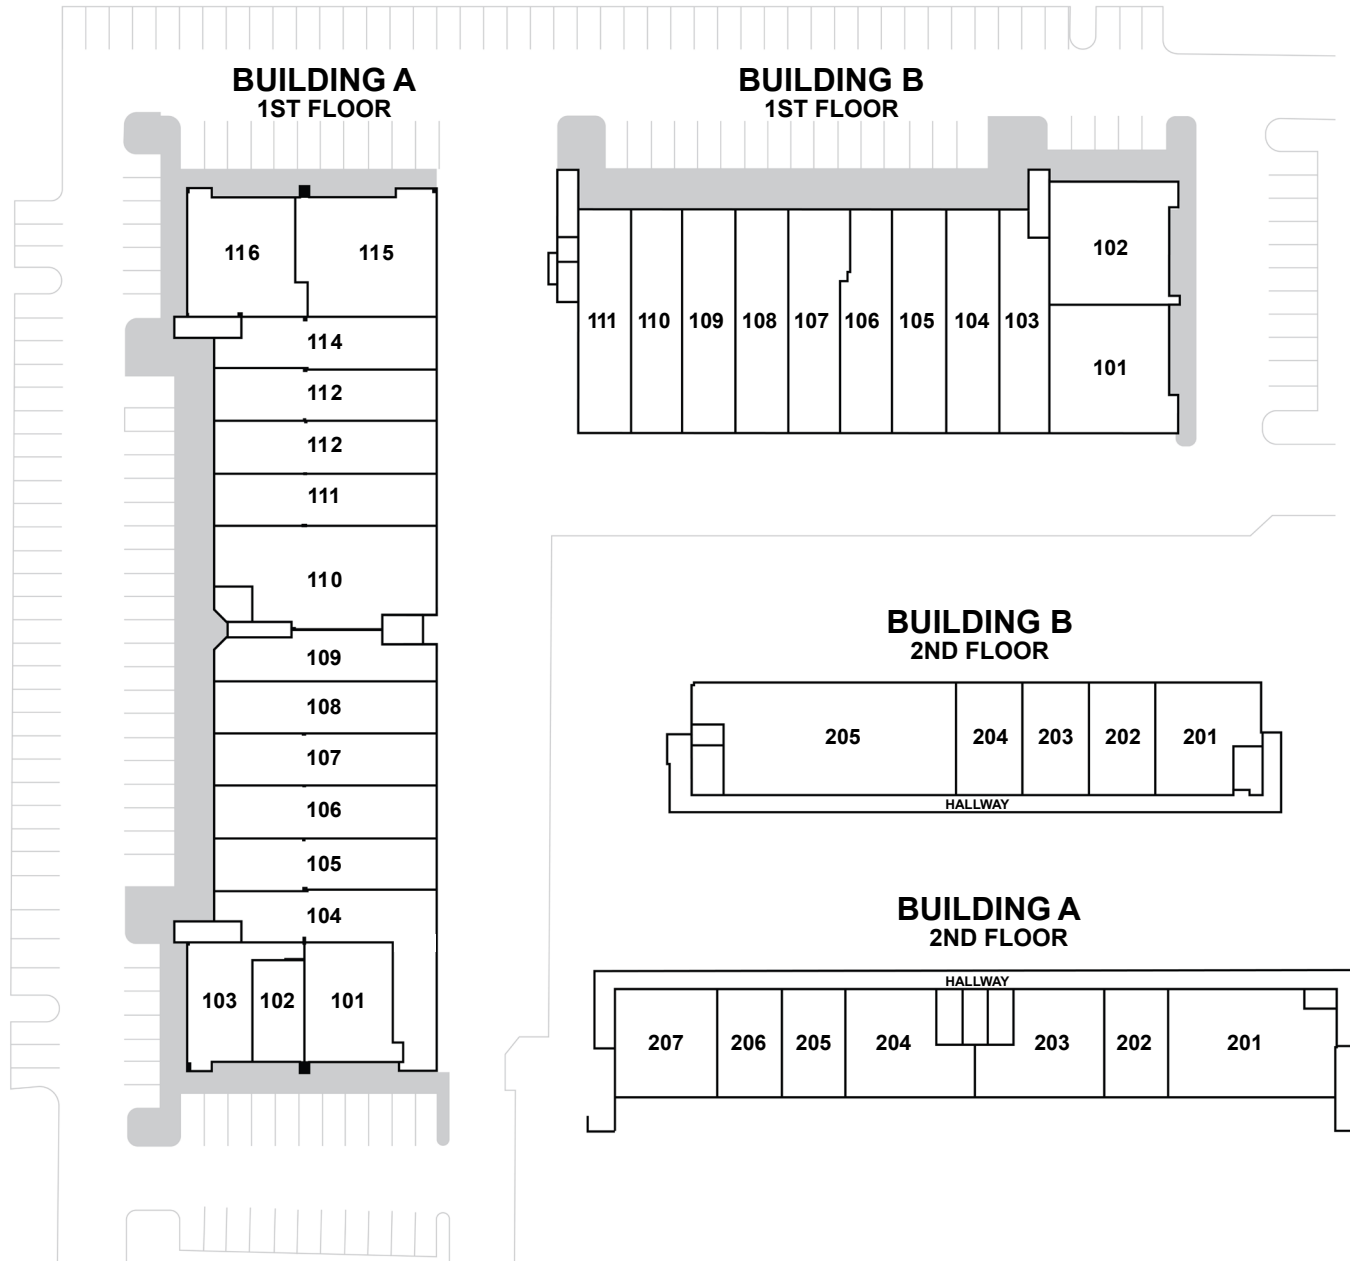 BUILDING A
1ST FLOOR
116
115
114
112
112
111
110
109
108
107
106
105
104
103 102 101
BUILDING B
1ST FLOOR
111 110 109 108 107 106 105 104 103
102
101
BUILDING B
2ND FLOOR
205 204 203 202 201
HALLWAY
BUILDING A
2ND FLOOR
HALLWAY
207 206 205 204 203 202 201